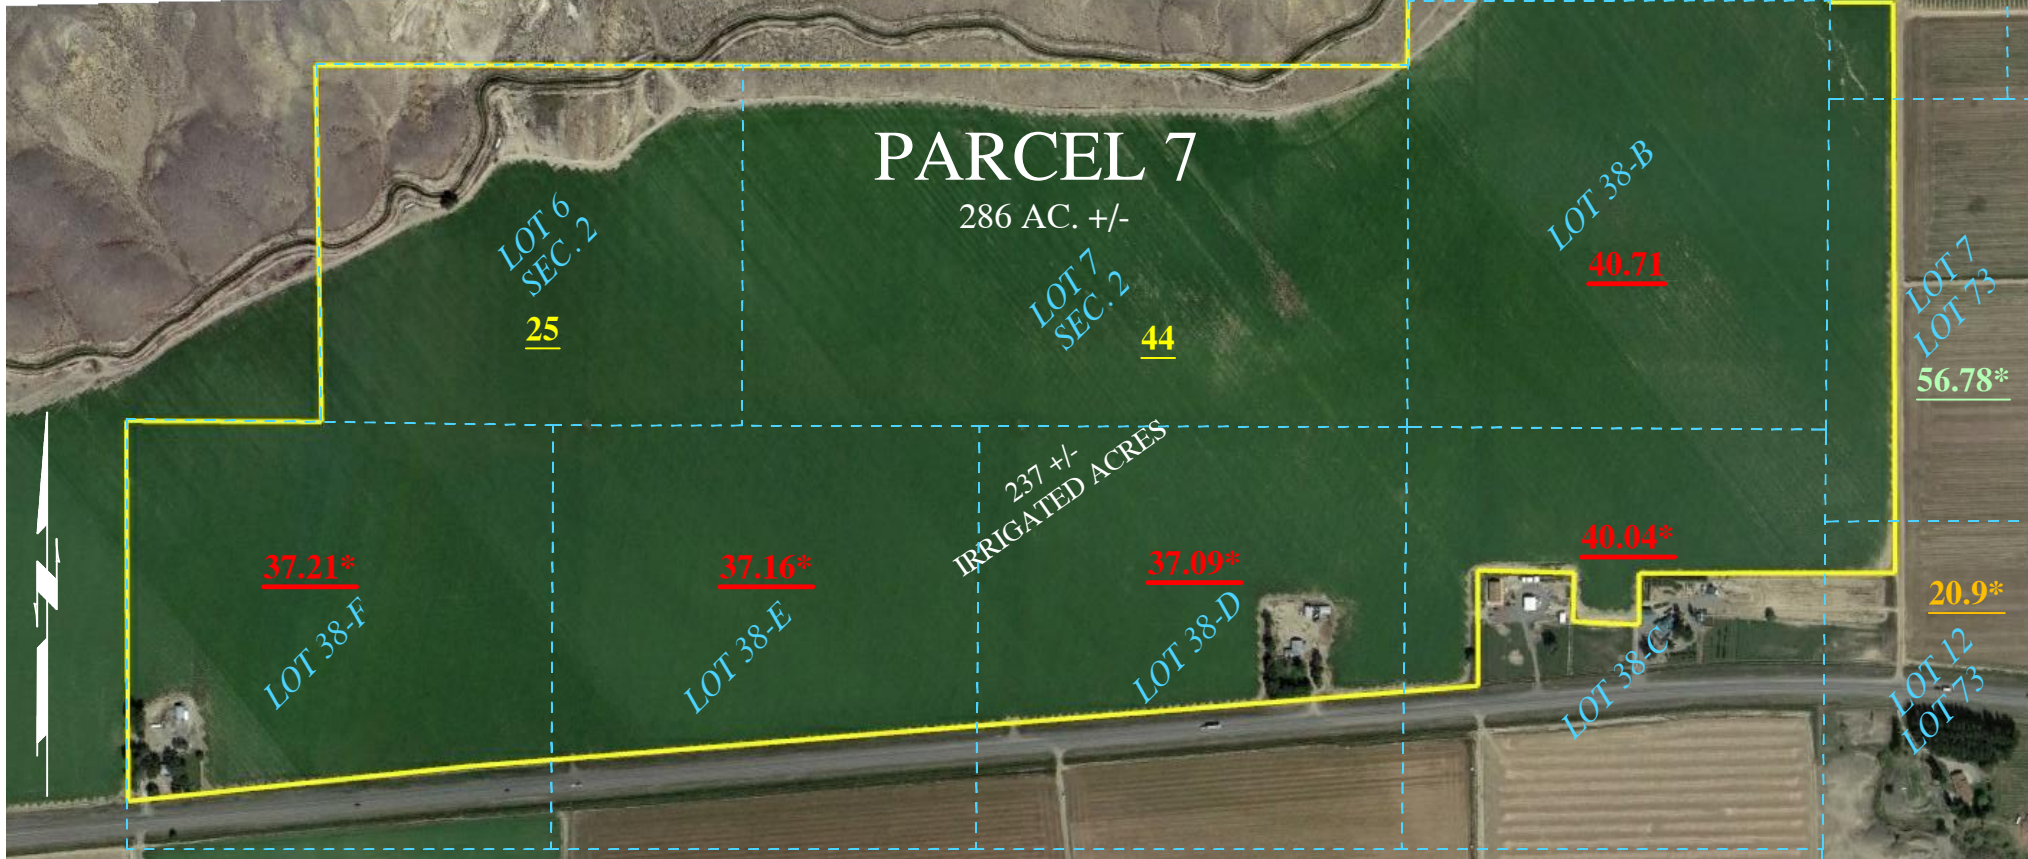 PARCEL 7
286 AC. +/-
LOT 6
SEC. 2
25
LOT 7
SEC. 2
44
LOT 38-B
40.71
LOT 7
LOT 73
56.78*
237 +/-
IRRIGATED ACRES
37.21*
LOT 38-F
37.16*
LOT 38-E
37.09*
LOT 38-D
40.04*
LOT 38-C
20.9*
LOT 12
LOT 73
N